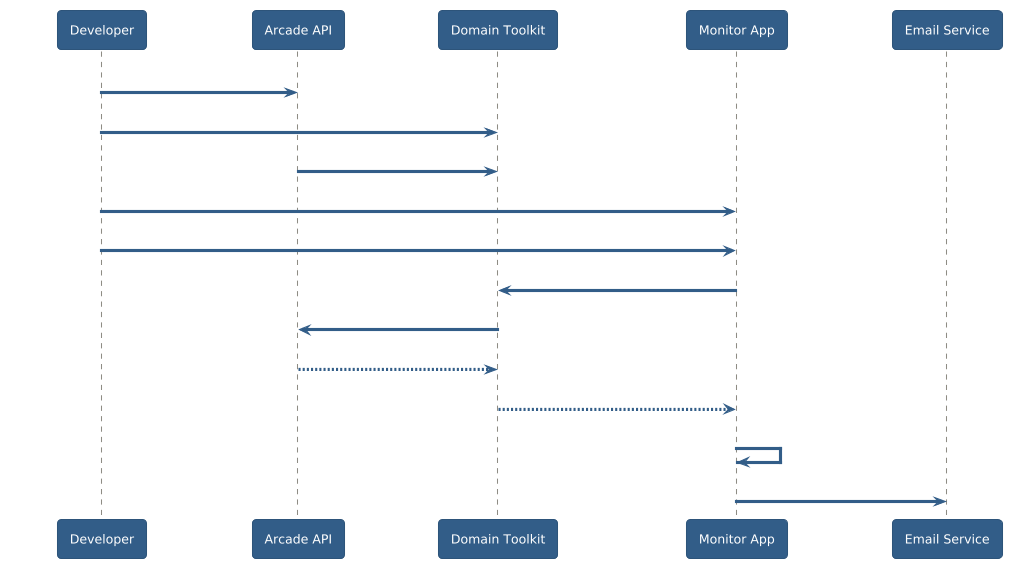 Developer
Arcade API
Domain Toolkit
Monitor App
Email Service
Developer
Arcade API
Domain Toolkit
Monitor App
Email Service